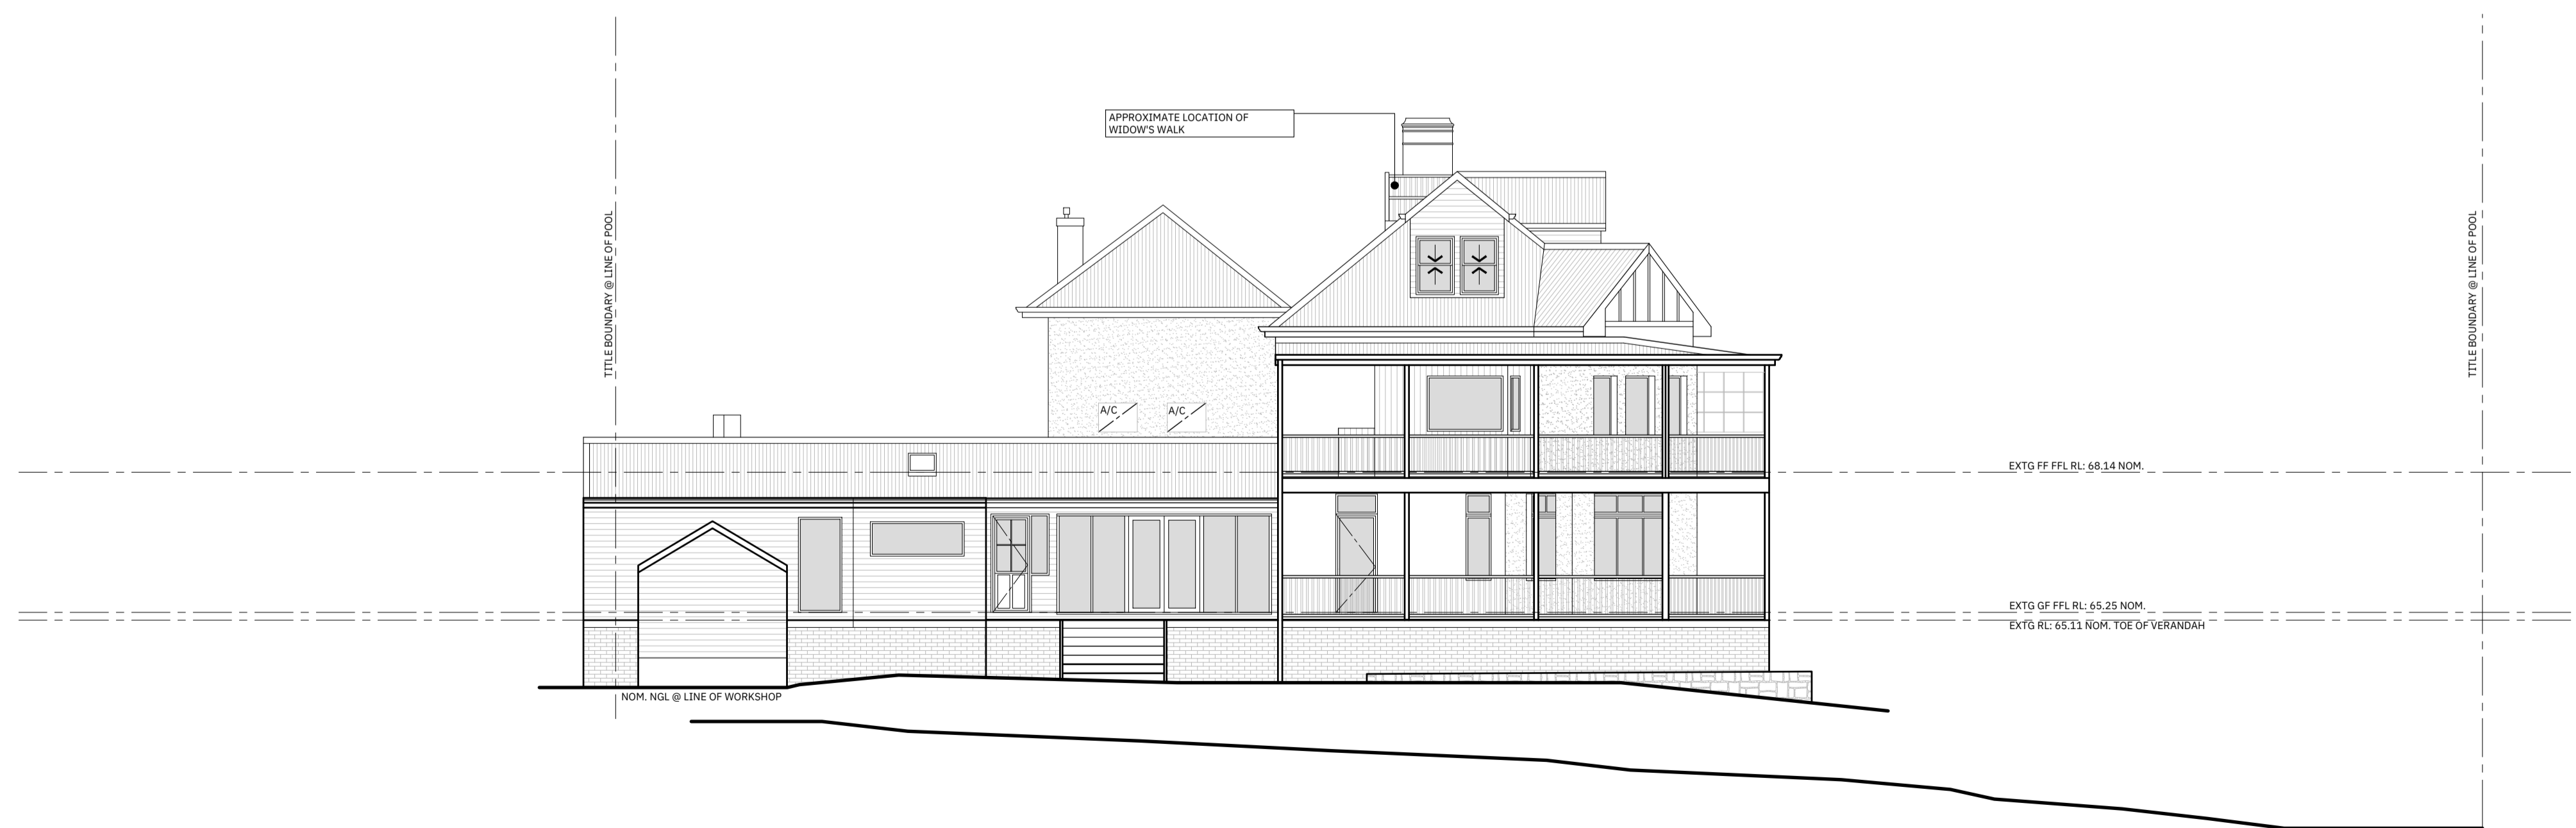 APPROXIMATE LOCATION OF
WIDOW'S WALK
TITLE BOUNDARY @ LINE OF POOL
TITLE BOUNDARY @ LINE OF POOL
A/C
A/C
EXTG FF FFL RL: 68.14 NOM.
EXTG GF FFL RL: 65.25 NOM.
EXTG RL: 65.11 NOM. TOE OF VERANDAH
NOM. NGL @ LINE OF WORKSHOP